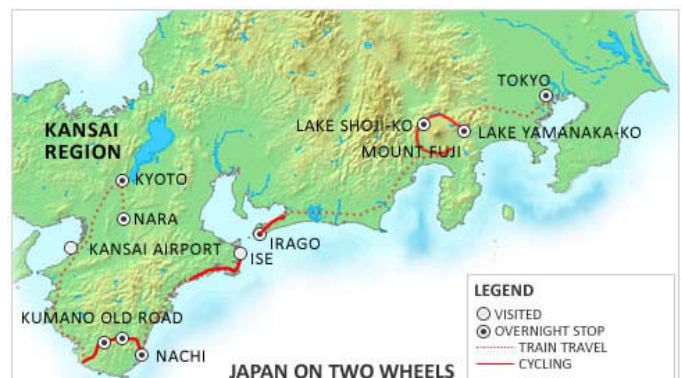 TOKYO
LAKE SHOJI-KO
LAKE YAMANAKA-KO
MOUNT FUJI
KANSAI
REGION
KYOTO
NARA
KANSAI AIRPORT
IRAGO
ISE
KUMANO OLD ROAD
NACHI
JAPAN ON TWO WHEELS
LEGEND
VISITED
OVERNIGHT STOP
TRAIN TRAVEL
CYCLING